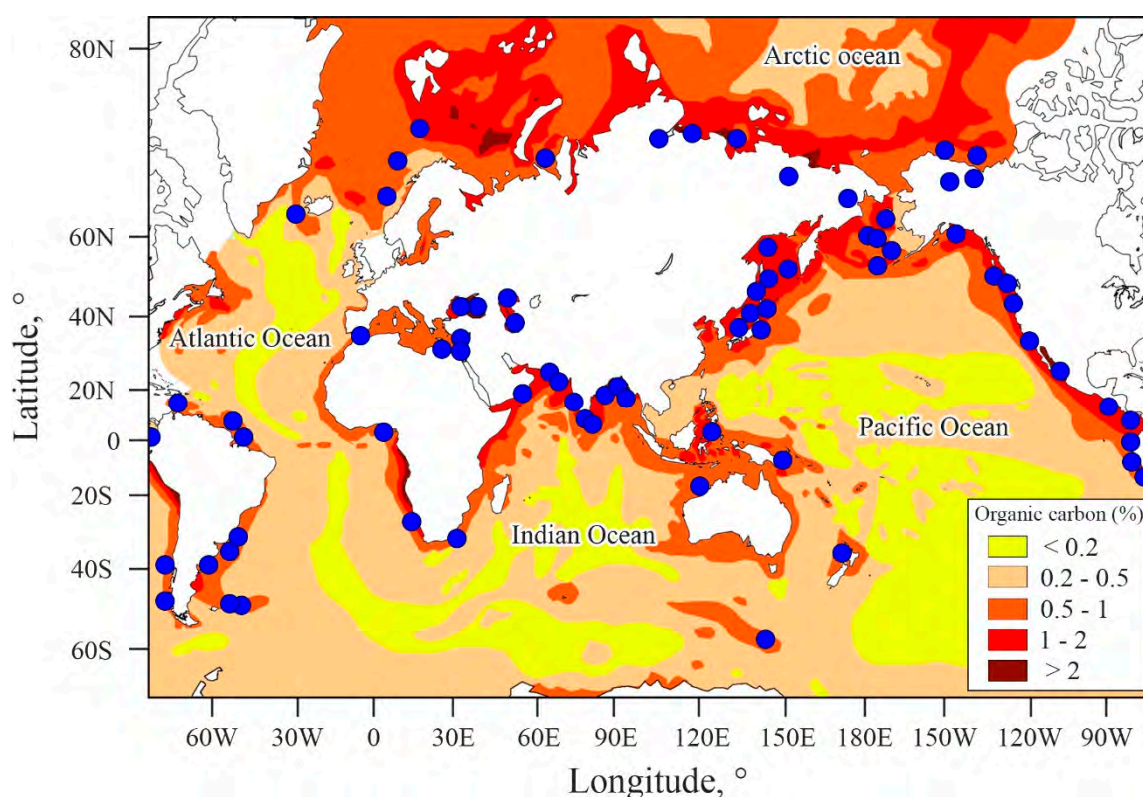 80N
60N
40N
20N
0
20S
40S
60S
Latitude, °
Arctic ocean
Atlantic Ocean
Pacific Ocean
Indian Ocean
Organic carbon (%)
< 0.2
0.2 - 0.5
0.5 - 1
1 - 2
> 2
60W 30W 0 30E 60E 90E 120E 150E 180E 150W 120W 90W
Longitude, °